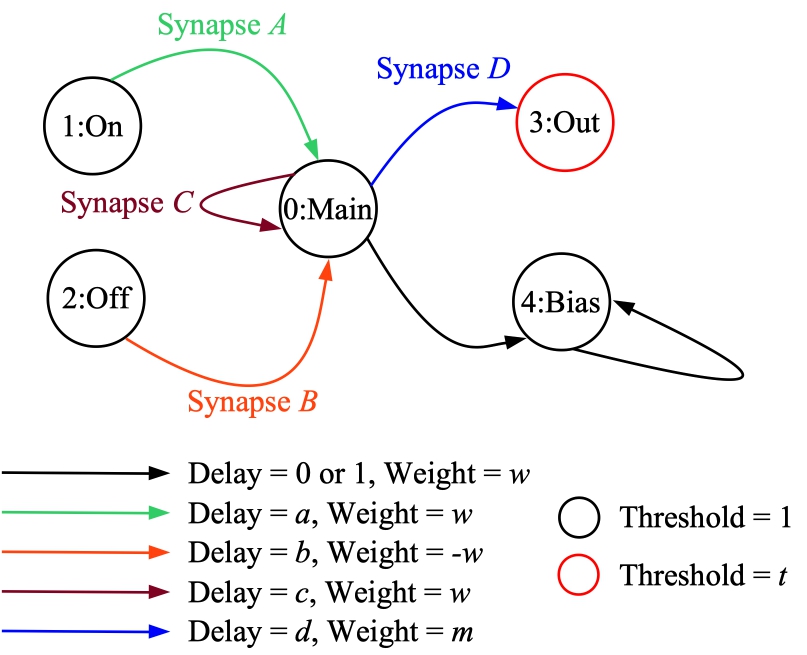 Synapse A
Synapse D
1:On
3:Out
Synapse C
0:Main
2:Off
4:Bias
Synapse B
Delay = 0 or 1, Weight = w
Delay = a, Weight = w
Threshold = 1
Delay = b, Weight = -w
Delay = c, Weight = w
Threshold = t
Delay = d, Weight = m